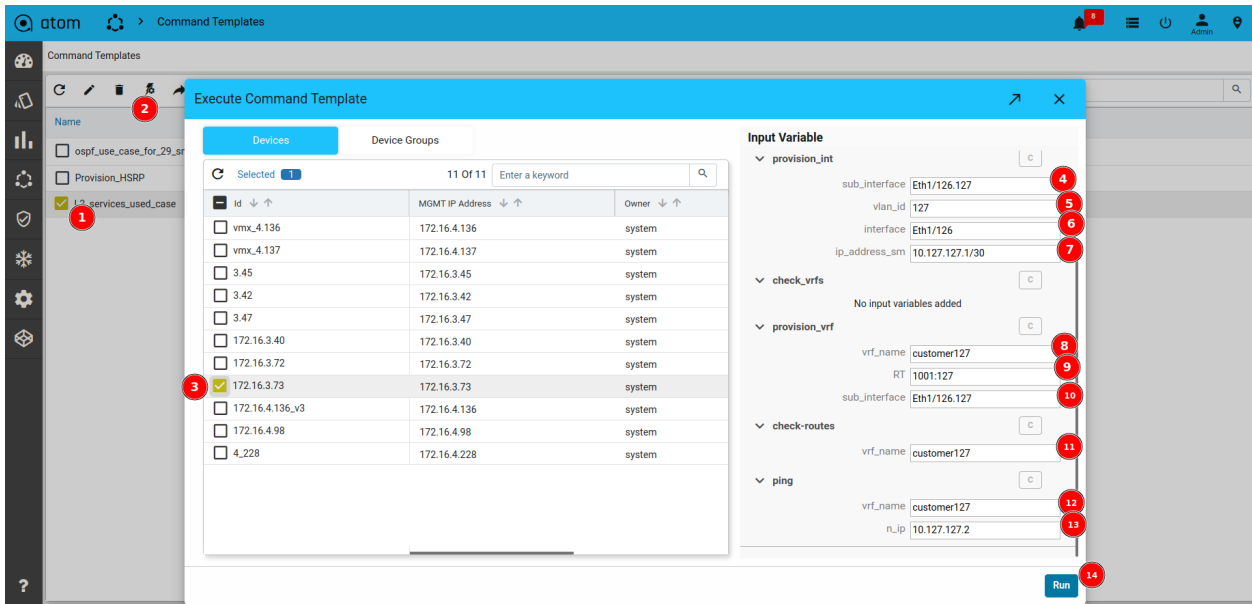 atom > Command Templates 8 Admin
Command Templates
2
Name
ospf_use_case_for_29_sr
Provision_HSRP
L2_services_used_case
1
Execute Command Template
Devices Device Groups
Selected 1 11 Of 11 Enter a keyword
Id MGMT IP Address Owner
vmx_4.136 172.16.4.136 system
vmx_4.137 172.16.4.137 system
3.45 172.16.3.45 system
3.42 172.16.3.42 system
3.47 172.16.3.47 system
172.16.3.40 172.16.3.40 system
172.16.3.72 172.16.3.72 system
3 172.16.3.73 172.16.3.73 system
172.16.4.136_v3 172.16.4.136 system
172.16.4.98 172.16.4.98 system
4_228 172.16.4.228 system
Input Variable
provision_int C
sub_interface Eth1/126.127 4
vlan_id 127 5
interface Eth1/126 6
ip_address_sm 10.127.127.1/30 7
check_vrfs C
No input variables added
provision_vrf C
vrf_name customer127 8
RT 1001:127 9
sub_interface Eth1/126.127 10
check-routes C
vrf_name customer127 11
ping C
vrf_name customer127 12
n_ip 10.127.127.2 13
Run 14
?